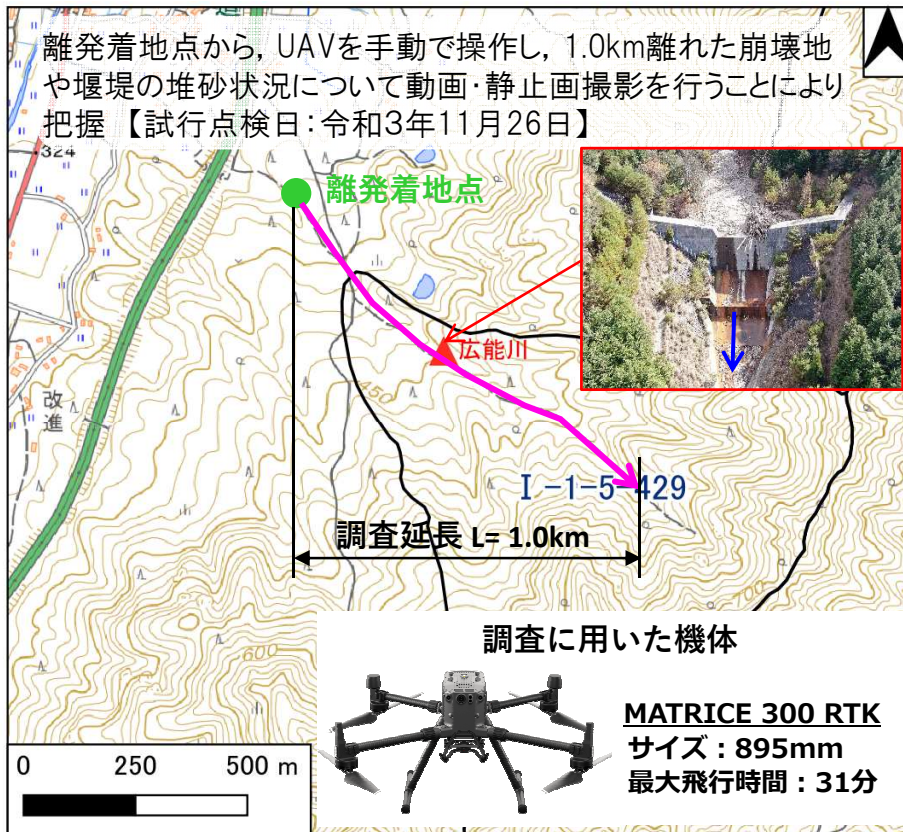 離発着地点から, UAVを手動で操作し, 1.0km離れた崩壊地
や堰堤の堆砂状況について動画･静止画撮影を行うことにより
把握 【試行点検日:令和3年11月26日】
324
離発着地点
広能川
450
改進
I-1-5-429
調査延長 L= 1.0km
700
600
調査に用いた機体
MATRICE 300 RTK
サイズ:895mm
最大飛行時間:31分
0 250 500 m